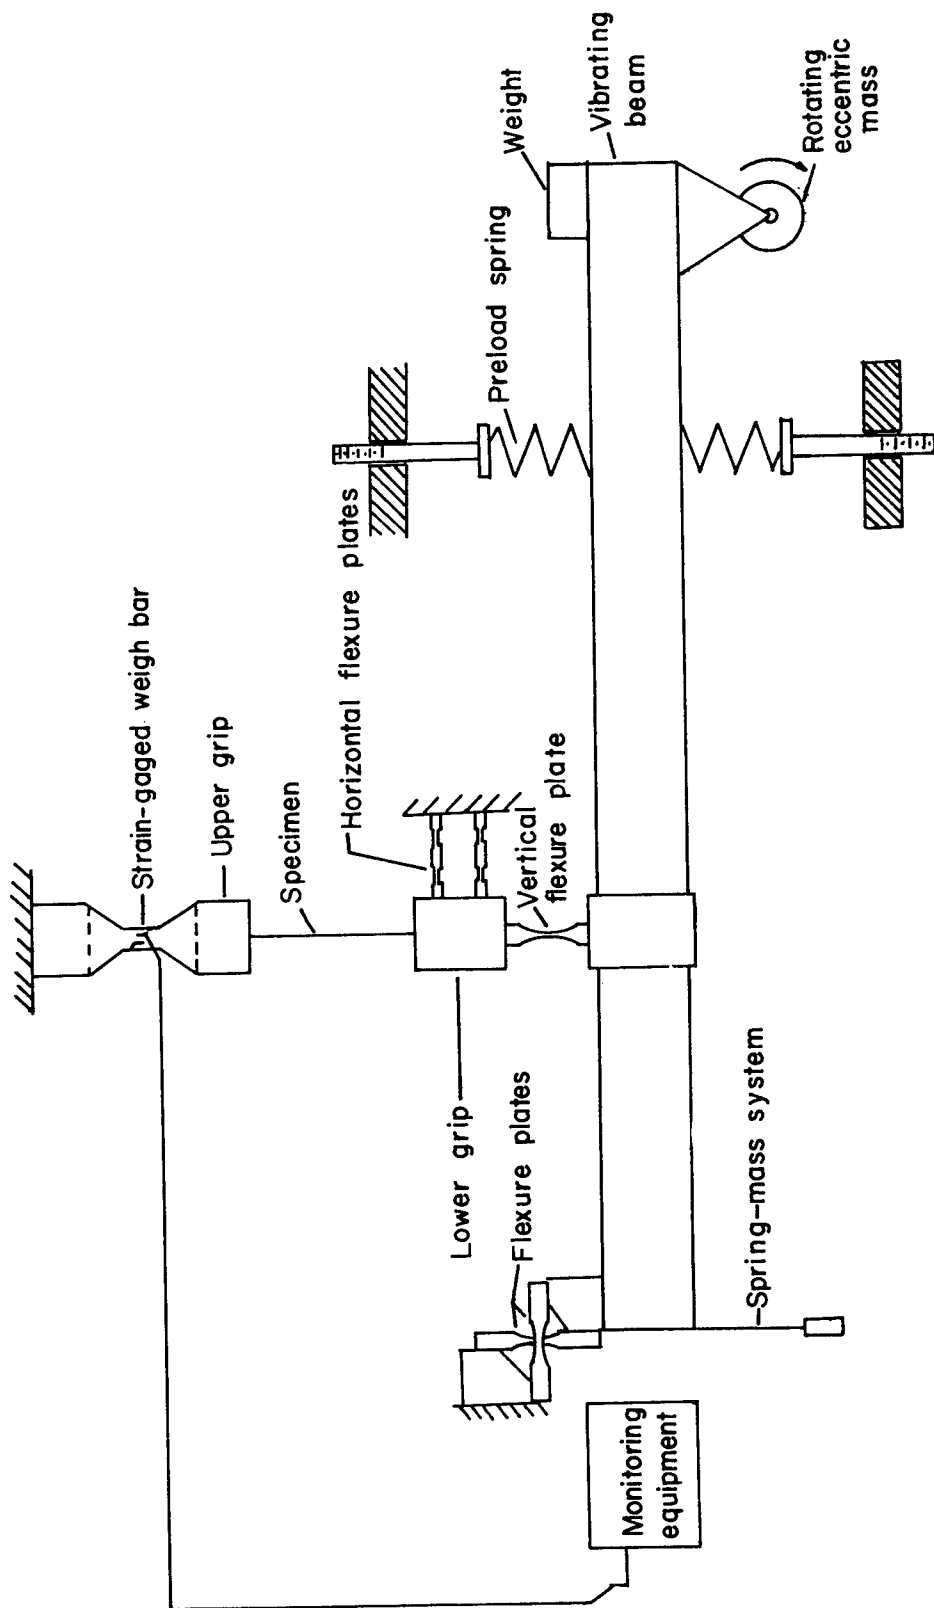 Strain-gaged weigh bar
Upper grip
Specimen
Horizontal flexure plates
Weight
Preload spring
Vibrating
beam
Lower grip
Vertical
flexure plate
Flexure plates
Rotating
eccentric
mass
Monitoring
equipment
Spring-mass system